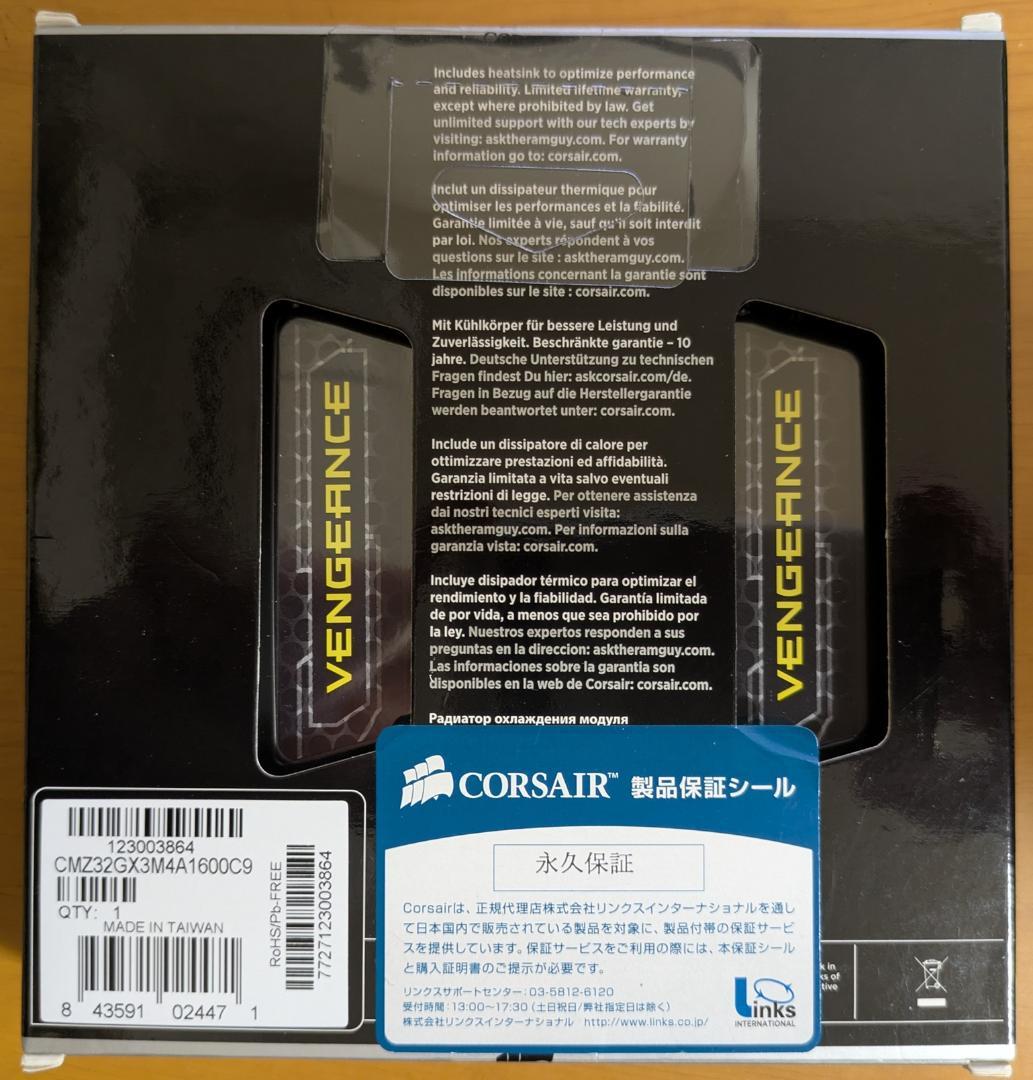 Includes heatsink to optimize performance
and reliability. Limited lifetime warranty,
except where prohibited by law. Get
unlimited support with our tech experts by
visiting: asktheramguy.com. For warranty
information go to: corsair.com.
Inclut un dissipateur thermique pour
optimiser les performances et la fiabilité.
Garantie limitée à vie, sauf qu'il soit interdit
par loi. Nos experts répondent à vos
questions sur le site : asktheramguy.com.
Les informations concernant la garantie sont
disponibles sur le site : corsair.com.
Mit Kühlkörper für bessere Leistung und
Zuverlässigkeit. Beschränkte garantie – 10
jahre. Deutsche Unterstützung zu technischen
Fragen findest Du hier: askcorsair.com/de.
Fragen in Bezug auf die Herstellergarantie
werden beantwortet unter: corsair.com.
Include un dissipatore di calore per
ottimizzare prestazioni ed affidabilità.
Garanzia limitata a vita salvo eventuali
restrizioni di legge. Per ottenere assistenza
dai nostri tecnici esperti visita:
asktheramguy.com. Per informazioni sulla
garanzia vista: corsair.com.
Incluye disipador térmico para optimizar el
rendimiento y la fiabilidad. Garantía limitada
de por vida, a menos que sea prohibido por
la ley. Nuestros expertos responden a sus
preguntas en la direccion: asktheramguy.com.
Las informaciones sobre la garantia son
disponibles en la web de Corsair: corsair.com.
Радиатор охлаждения модуля
VENGEANCE
VENGEANCE
123003864
CMZ32GX3M4A1600C9
QTY: 1
MADE IN TAIWAN
8 43591 02447 1
RoHS/Pb-FREE
7727123003864
CORSAIR™ 製品保証シール
永久保証
Corsairは、正規代理店株式会社リンクスインターナショナルを通し
て日本国内で販売されている製品を対象に、製品付帯の保証サービ
スを提供しています。保証サービスをご利用の際には、本保証シール
と購入証明書のご提示が必要です。
リンクスサポートセンター：03-5812-6120
受付時間：13:00〜17:30（土日祝日/弊社指定日は除く）
株式会社リンクスインターナショナル http://www.links.co.jp/
Links
INTERNATIONAL
k in
ks of
tive